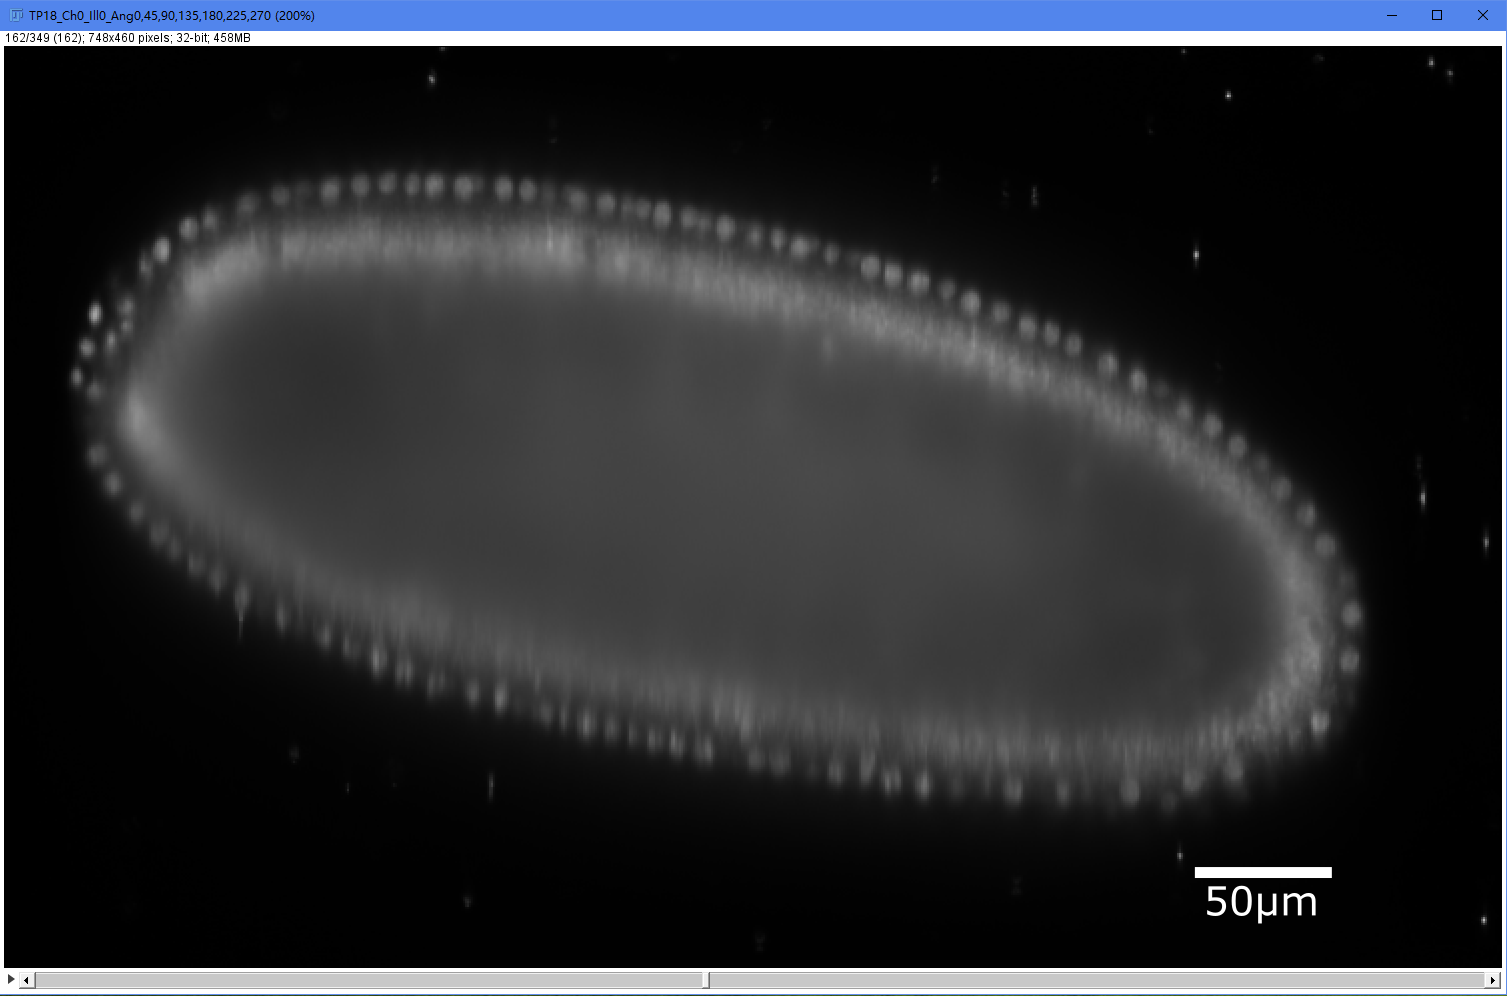 TP18_Ch0_Ill0_Ang0,45,90,135,180,225,270 (200%)
162/349 (162); 748x460 pixels; 32-bit; 458MB
50µm